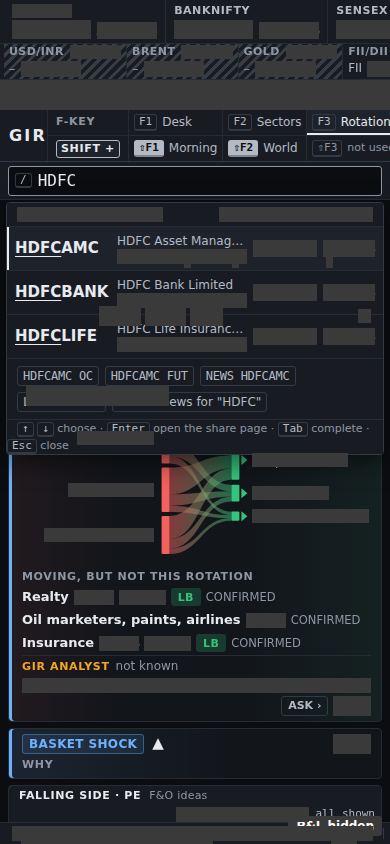 BANKNIFTY SENSEX
USD/INR BRENT GOLD FII/DII
– – – FII
GIR F-KEY F1 Desk F2 Sectors F3 Rotation
SHIFT + ⇧F1 Morning ⇧F2 World ⇧F3 not used
/ HDFC
HDFCAMC HDFC Asset Manag…
HDFCBANK HDFC Bank Limited
HDFCLIFE HDFC Life Insuranc…
HDFCAMC OC HDFCAMC FUT NEWS HDFCAMC
ews for "HDFC"
↑ ↓ choose · Enter open the share page · Tab complete ·
Esc close
MOVING, BUT NOT THIS ROTATION
Realty LB CONFIRMED
Oil marketers, paints, airlines CONFIRMED
Insurance LB CONFIRMED
GIR ANALYST not known
ASK ›
BASKET SHOCK ▲
WHY
FALLING SIDE · PE F&O ideas
all shown
P&L hidden